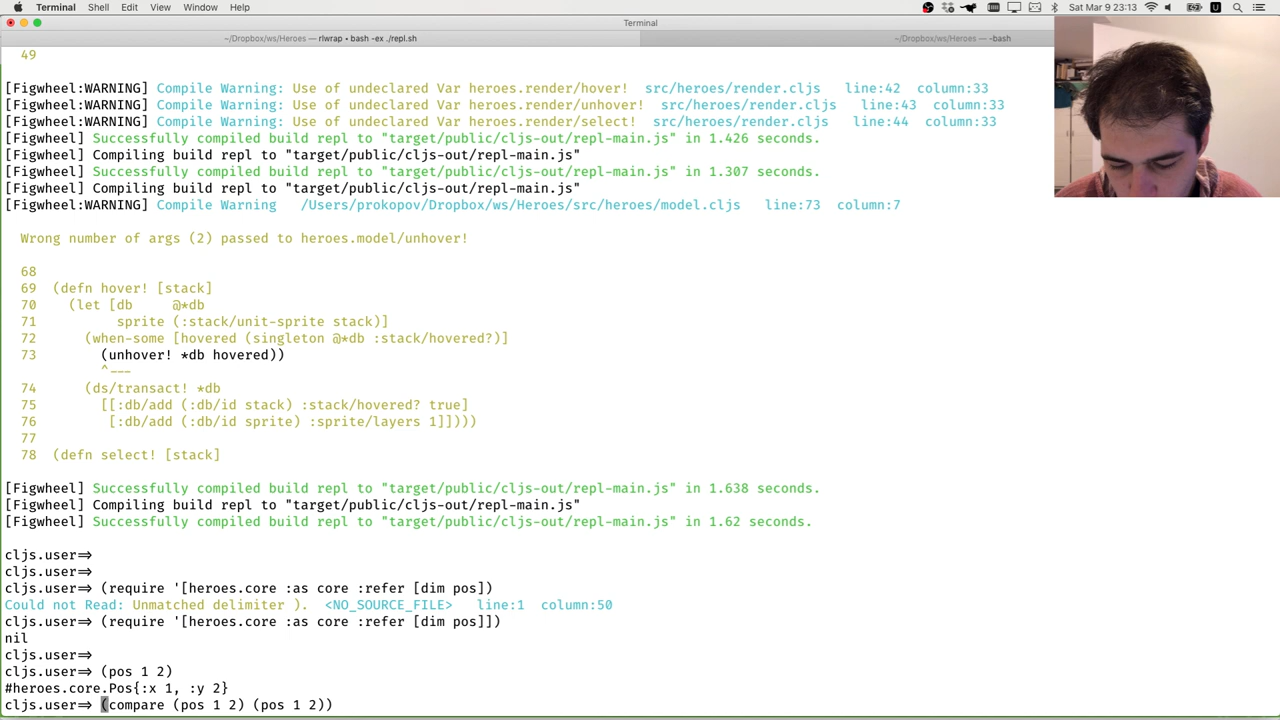 Terminal Shell Edit View Window Help Sat Mar 9 23:13
Terminal
~/Dropbox/ws/Heroes — rlwrap • bash -ex ./repl.sh ~/Dropbox/ws/Heroes — -bash
49
[Figwheel:WARNING] Compile Warning: Use of undeclared Var heroes.render/hover! src/heroes/render.cljs line:42 column:33
[Figwheel:WARNING] Compile Warning: Use of undeclared Var heroes.render/unhover! src/heroes/render.cljs line:43 column:33
[Figwheel:WARNING] Compile Warning: Use of undeclared Var heroes.render/select! src/heroes/render.cljs line:44 column:33
[Figwheel] Successfully compiled build repl to "target/public/cljs-out/repl-main.js" in 1.426 seconds.
[Figwheel] Compiling build repl to "target/public/cljs-out/repl-main.js"
[Figwheel] Successfully compiled build repl to "target/public/cljs-out/repl-main.js" in 1.307 seconds.
[Figwheel] Compiling build repl to "target/public/cljs-out/repl-main.js"
[Figwheel:WARNING] Compile Warning /Users/prokopov/Dropbox/ws/Heroes/src/heroes/model.cljs line:73 column:7
Wrong number of args (2) passed to heroes.model/unhover!
68
69 (defn hover! [stack]
70 (let [db @*db
71 sprite (:stack/unit-sprite stack)]
72 (when-some [hovered (singleton @*db :stack/hovered?)]
73 (unhover! *db hovered))
^---
74 (ds/transact! *db
75 [[:db/add (:db/id stack) :stack/hovered? true]
76 [:db/add (:db/id sprite) :sprite/layers 1]])))
77
78 (defn select! [stack]
[Figwheel] Successfully compiled build repl to "target/public/cljs-out/repl-main.js" in 1.638 seconds.
[Figwheel] Compiling build repl to "target/public/cljs-out/repl-main.js"
[Figwheel] Successfully compiled build repl to "target/public/cljs-out/repl-main.js" in 1.62 seconds.
cljs.user=>
cljs.user=>
cljs.user=> (require '[heroes.core :as core :refer [dim pos])
Could not Read: Unmatched delimiter ). <NO_SOURCE_FILE> line:1 column:50
cljs.user=> (require '[heroes.core :as core :refer [dim pos]])
nil
cljs.user=>
cljs.user=> (pos 1 2)
#heroes.core.Pos{:x 1, :y 2}
cljs.user=> (compare (pos 1 2) (pos 1 2))